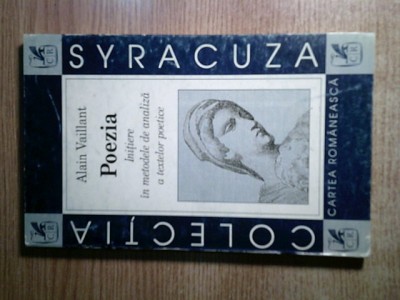 SYRACUZA
Alain Vaillant
Poezia
Inițiere
în metodele de analiză
a textelor poetice
CARTEA ROMÂNEASCĂ
COLECȚIA